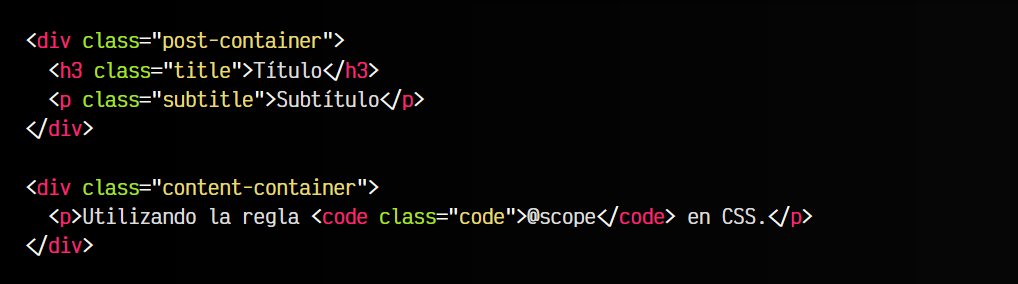 <div class="post-container">
  <h3 class="title">Título</h3>
  <p class="subtitle">Subtítulo</p>
</div>

<div class="content-container">
  <p>Utilizando la regla <code class="code">@scope</code> en CSS.</p>
</div>